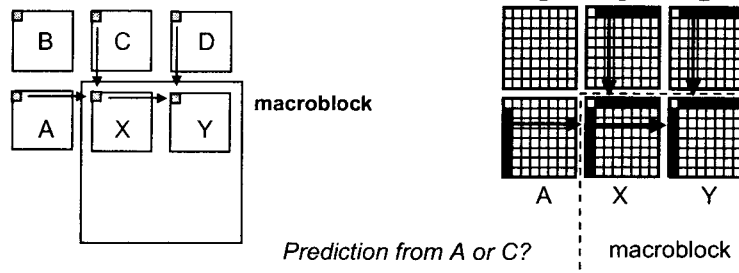 B C D
macroblock
A X Y
A X Y
Prediction from A or C? macroblock